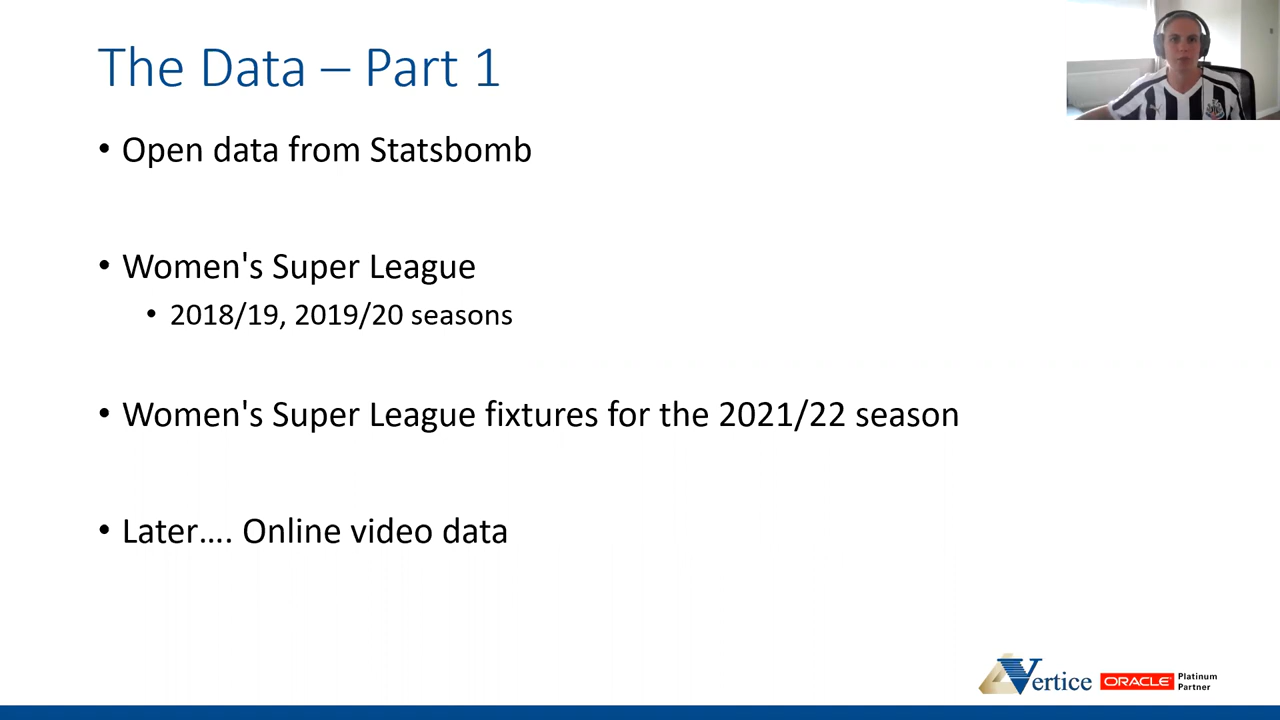 The Data – Part 1
• Open data from Statsbomb
• Women's Super League
• 2018/19, 2019/20 seasons
• Women's Super League fixtures for the 2021/22 season
• Later…. Online video data
Vertice
ORACLE
Platinum
Partner